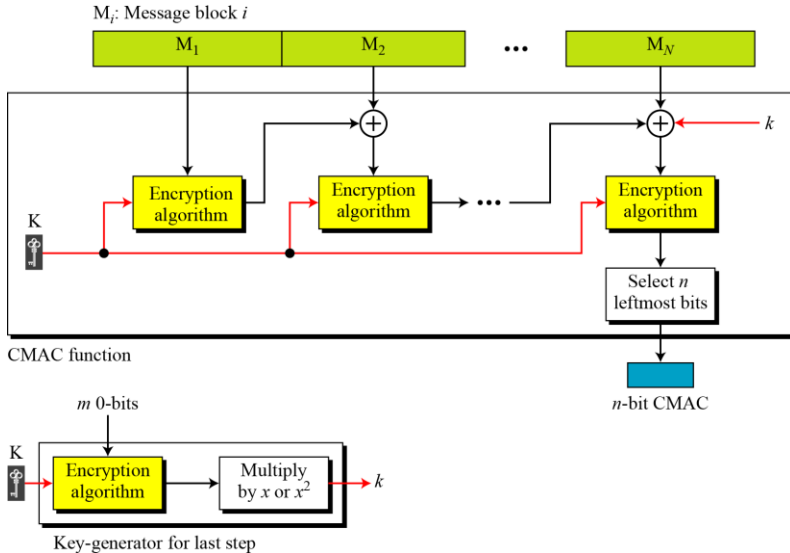 M𝑖: Message block i
M1 M2 ••• MN
k
Encryption
algorithm
Encryption
algorithm
•••
Encryption
algorithm
K
Select n
leftmost bits
CMAC function
n-bit CMAC
m 0-bits
K
Encryption
algorithm
Multiply
by x or x²
k
Key-generator for last step